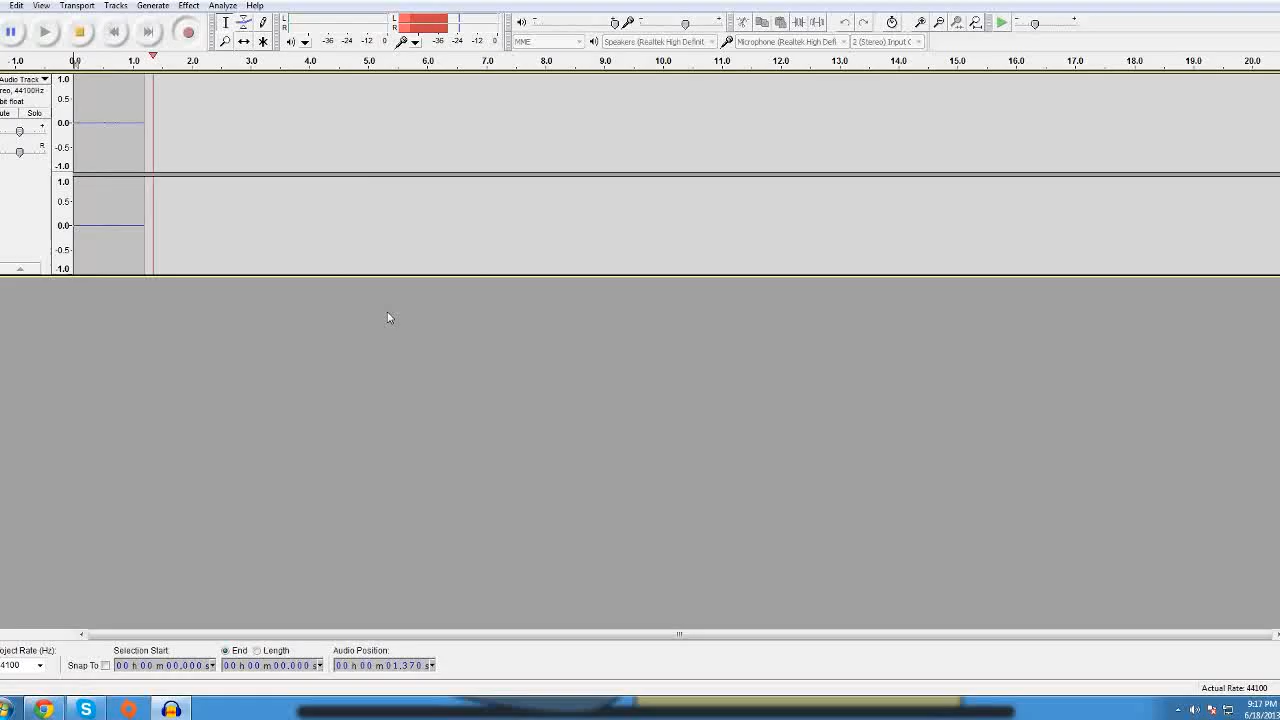 Edit View Transport Tracks Generate Effect Analyze Help
L
R
-36 -24 -12 0
L
R
-36 -24 -12 0
MME
Speakers (Realtek High Definit
Microphone (Realtek High Defi
2 (Stereo) Input C
-1.0 0.0 1.0 2.0 3.0 4.0 5.0 6.0 7.0 8.0 9.0 10.0 11.0 12.0 13.0 14.0 15.0 16.0 17.0 18.0 19.0 20.0
Audio Track
reo, 44100Hz
bit float
ute Solo
- +
L R
1.0
0.5-
0.0-
-0.5-
-1.0
1.0
0.5-
0.0-
-0.5-
-1.0
oject Rate (Hz):
44100
Snap To
Selection Start:
End Length
Audio Position:
00 h 00 m 00.000 s
00 h 00 m 00.000 s
00 h 00 m 01.370 s
Actual Rate: 44100
9:17 PM
6/18/201